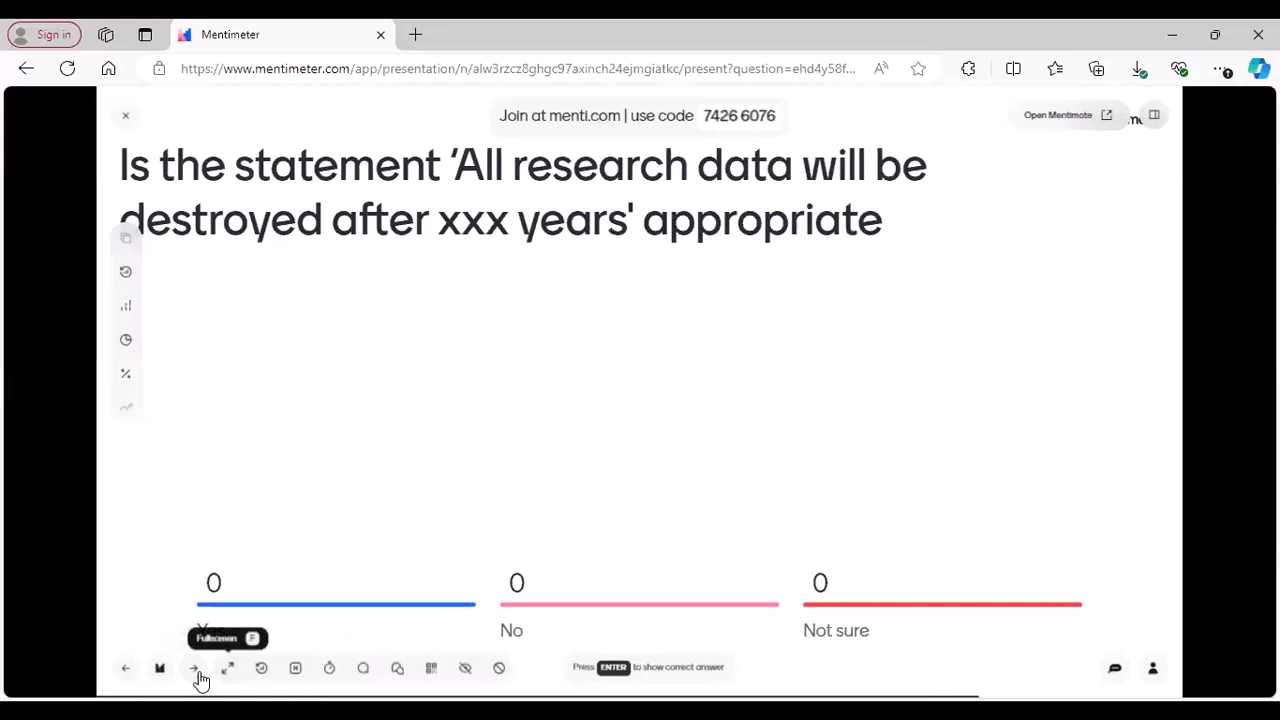 Sign in
Mentimeter
https://www.mentimeter.com/app/presentation/n/alw3rzcz8ghgc97axinch24ejmgiatkc/present?question=ehd4y58f...
Join at menti.com | use code 7426 6076
Open Mentimote
Is the statement ‘All research data will be
destroyed after xxx years' appropriate
0
0
0
Yes
No
Not sure
Fullscreen F
Press ENTER to show correct answer